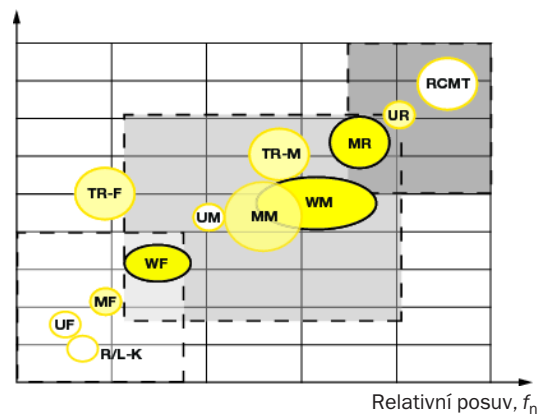 RCMT
UR
MR
TR-M
TR-F
WM
MM
UM
WF
MF
UF
R/L-K
Relativní posuv, fn